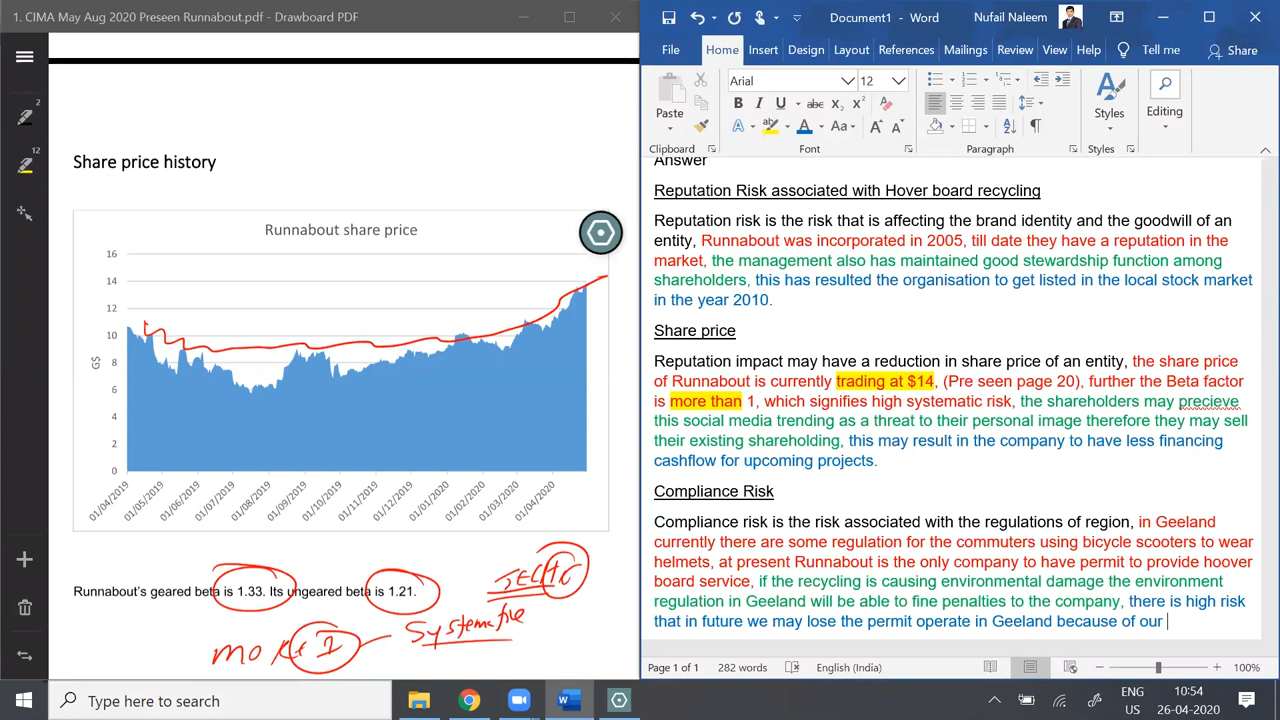 1. CIMA May Aug 2020 Preseen Runnabout.pdf - Drawboard PDF
2
12
Share price history
Runnabout share price
16
14
12
10
8
6
4
2
0
G$
01/04/2019
01/05/2019
01/06/2019
01/07/2019
01/08/2019
01/09/2019
01/10/2019
01/11/2019
01/12/2019
01/01/2020
01/02/2020
01/03/2020
01/04/2020
Runnabout's geared beta is 1.33. Its ungeared beta is 1.21.
Document1 - Word
Nufail Naleem
File Home Insert Design Layout References Mailings Review View Help Tell me Share
Paste
Clipboard
Arial 12
B I U abc x₂ x²
A Aa A A
Font
Paragraph
Styles
Styles
Editing
Answer
Reputation Risk associated with Hover board recycling
Reputation risk is the risk that is affecting the brand identity and the goodwill of an
entity, Runnabout was incorporated in 2005, till date they have a reputation in the
market, the management also has maintained good stewardship function among
shareholders, this has resulted the organisation to get listed in the local stock market
in the year 2010.
Share price
Reputation impact may have a reduction in share price of an entity, the share price
of Runnabout is currently trading at $14, (Pre seen page 20), further the Beta factor
is more than 1, which signifies high systematic risk, the shareholders may precieve
this social media trending as a threat to their personal image therefore they may sell
their existing shareholding, this may result in the company to have less financing
cashflow for upcoming projects.
Compliance Risk
Compliance risk is the risk associated with the regulations of region, in Geeland
currently there are some regulation for the commuters using bicycle scooters to wear
helmets, at present Runnabout is the only company to have permit to provide hoover
board service, if the recycling is causing environmental damage the environment
regulation in Geeland will be able to fine penalties to the company, there is high risk
that in future we may lose the permit operate in Geeland because of our
Page 1 of 1 282 words English (India) 100%
Type here to search
ENG
US
10:54
26-04-2020